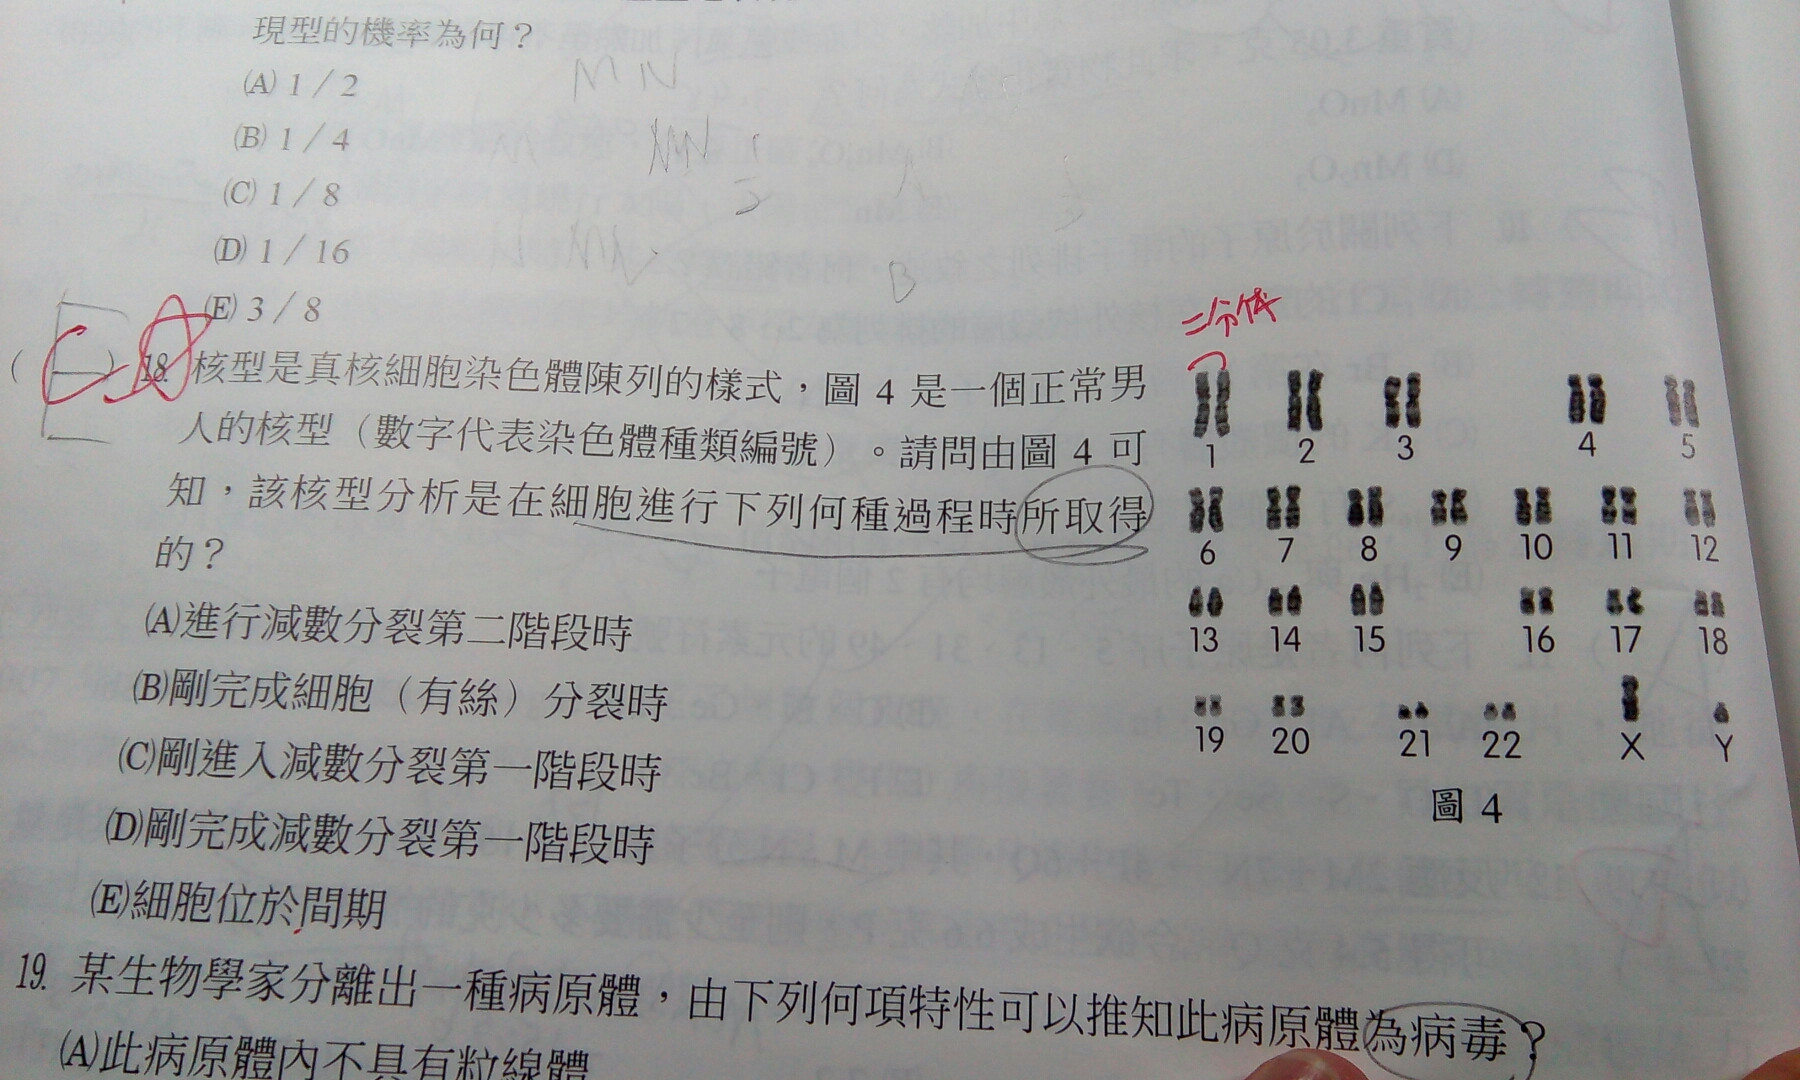 現型的機率為何？
(A) 1 / 2
(B) 1 / 4
(C) 1 / 8
(D) 1 / 16
(E) 3 / 8
M N
B
( ) 18. 核型是真核細胞染色體陳列的樣式，圖 4 是一個正常男
人的核型（數字代表染色體種類編號）。請問由圖 4 可
知，該核型分析是在細胞進行下列何種過程時所取得
的？
(A)進行減數分裂第二階段時
(B)剛完成細胞（有絲）分裂時
(C)剛進入減數分裂第一階段時
(D)剛完成減數分裂第一階段時
(E)細胞位於間期
二分体
1 2 3 4 5
6 7 8 9 10 11 12
13 14 15 16 17 18
19 20 21 22 X Y
圖 4
19. 某生物學家分離出一種病原體，由下列何項特性可以推知此病原體為病毒？
(A)此病原體內不具有粒線體